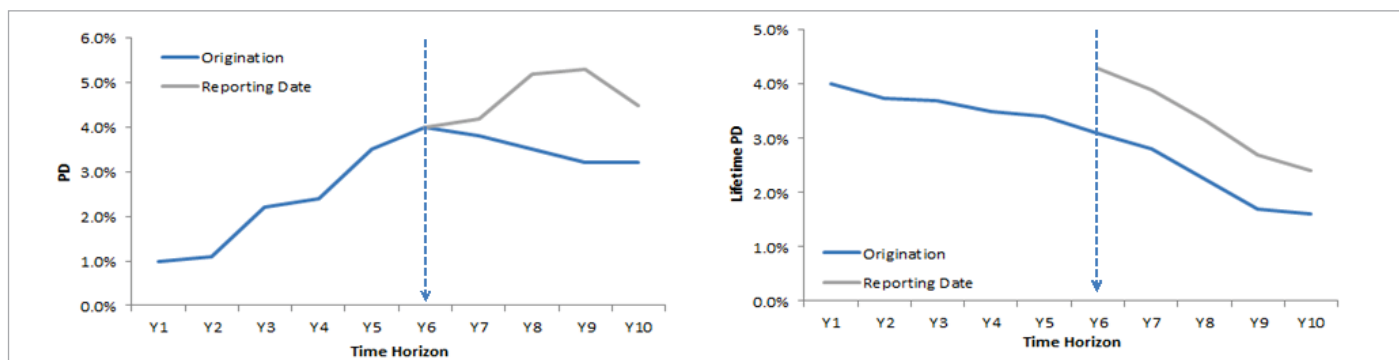 6.0%
5.0%
4.0%
3.0%
2.0%
1.0%
0.0%
PD
Origination
Reporting Date
Y1 Y2 Y3 Y4 Y5 Y6 Y7 Y8 Y9 Y10
Time Horizon
5.0%
4.0%
3.0%
2.0%
1.0%
0.0%
Lifetime PD
Origination
Reporting Date
Y1 Y2 Y3 Y4 Y5 Y6 Y7 Y8 Y9 Y10
Time Horizon